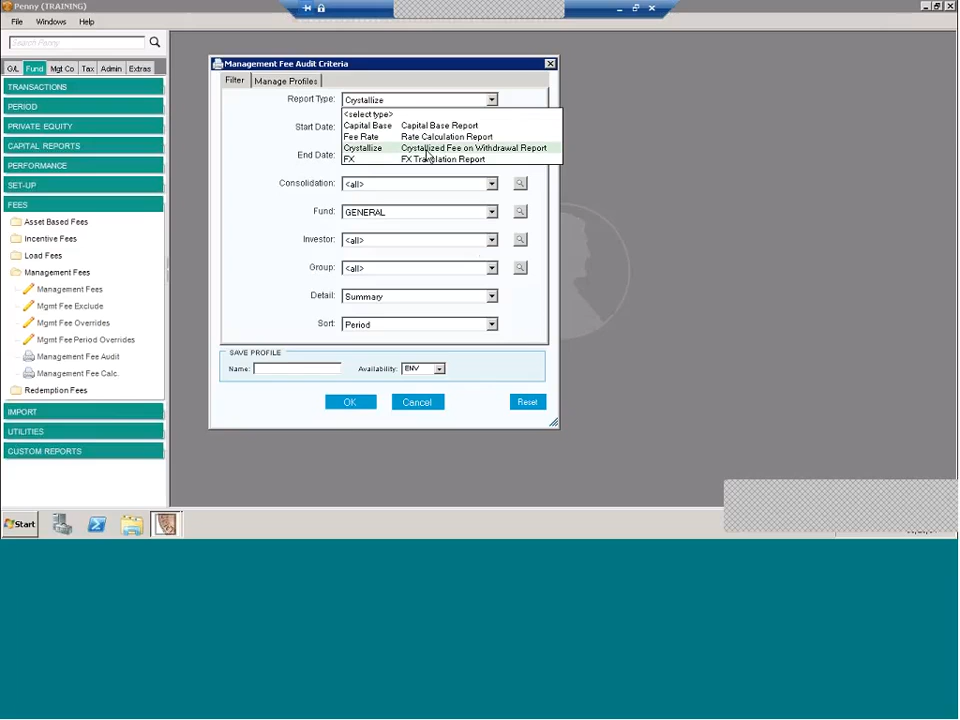 Penny (TRAINING)
File Windows Help
Search Penny
G/L Fund Mgt Co Tax Admin Extras
TRANSACTIONS
PERIOD
PRIVATE EQUITY
CAPITAL REPORTS
PERFORMANCE
SET-UP
FEES
Asset Based Fees
Incentive Fees
Load Fees
Management Fees
Management Fees
Mgmt Fee Exclude
Mgmt Fee Overrides
Mgmt Fee Period Overrides
Management Fee Audit
Management Fee Calc.
Redemption Fees
IMPORT
UTILITIES
CUSTOM REPORTS
Management Fee Audit Criteria
Filter Manage Profiles
Report Type: Crystallize
<select type>
Capital Base Capital Base Report
Fee Rate Rate Calculation Report
Crystallize Crystallized Fee on Withdrawal Report
FX FX Translation Report
Start Date:
End Date:
Consolidation: <all>
Fund: GENERAL
Investor: <all>
Group: <all>
Detail: Summary
Sort: Period
SAVE PROFILE
Name: Availability: ENV
OK Cancel Reset
Start